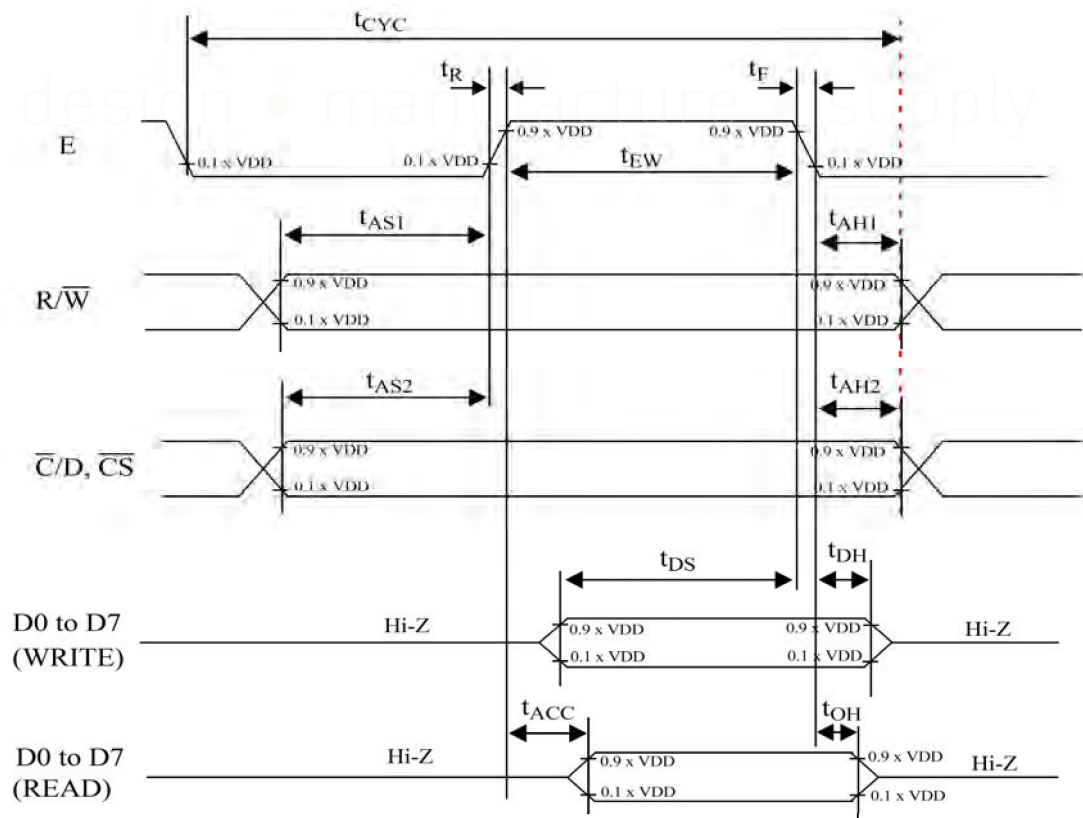 tCYC
tR
tF
design • manufacture • supply
E
0.9 x VDD
0.9 x VDD
0.1 x VDD
0.1 x VDD
tEW
0.1 x VDD
tAS1
tAH1
R/W̅
0.9 x VDD
0.9 x VDD
0.1 x VDD
0.1 x VDD
tAS2
tAH2
C̅/D, C̅S̅
0.9 x VDD
0.9 x VDD
0.1 x VDD
0.1 x VDD
tDS
tDH
D0 to D7
(WRITE)
Hi-Z
0.9 x VDD
0.9 x VDD
Hi-Z
0.1 x VDD
0.1 x VDD
tACC
tOH
D0 to D7
(READ)
Hi-Z
0.9 x VDD
0.9 x VDD
Hi-Z
0.1 x VDD
0.1 x VDD